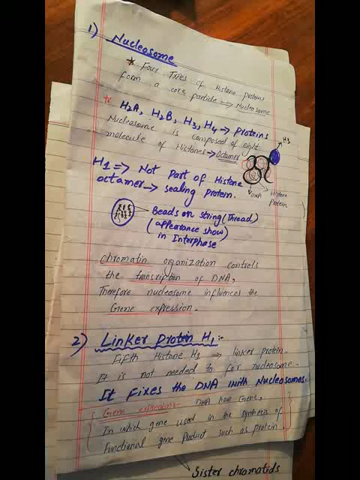 1) Nucleosome
* Four Types of Histone proteins
form a core particle => Nucleosome
* H2A, H2B, H3, H4 → proteins
Nucleosome is composed of eight
molecule of Histones → Octamer
H1
DNA
Histone
Protein
H1 => Not Part of Histone
octamer → sealing protein.
Beads on string (Thread)
(appearance show)
in Interphase
Chromatin organization controls
the transcription of DNA,
Therefore nucleosome influences the
Gene expression.
2) Linker Protein H1 :-
Fifth Histone H1 → linker protein.
It is not needed to for nucleosome.
It fixes the DNA with Nucleosomes
Gene expression DNA have Genes,
In which gene used in the synthesis of
functional gene product such as protein
Sister chromatids